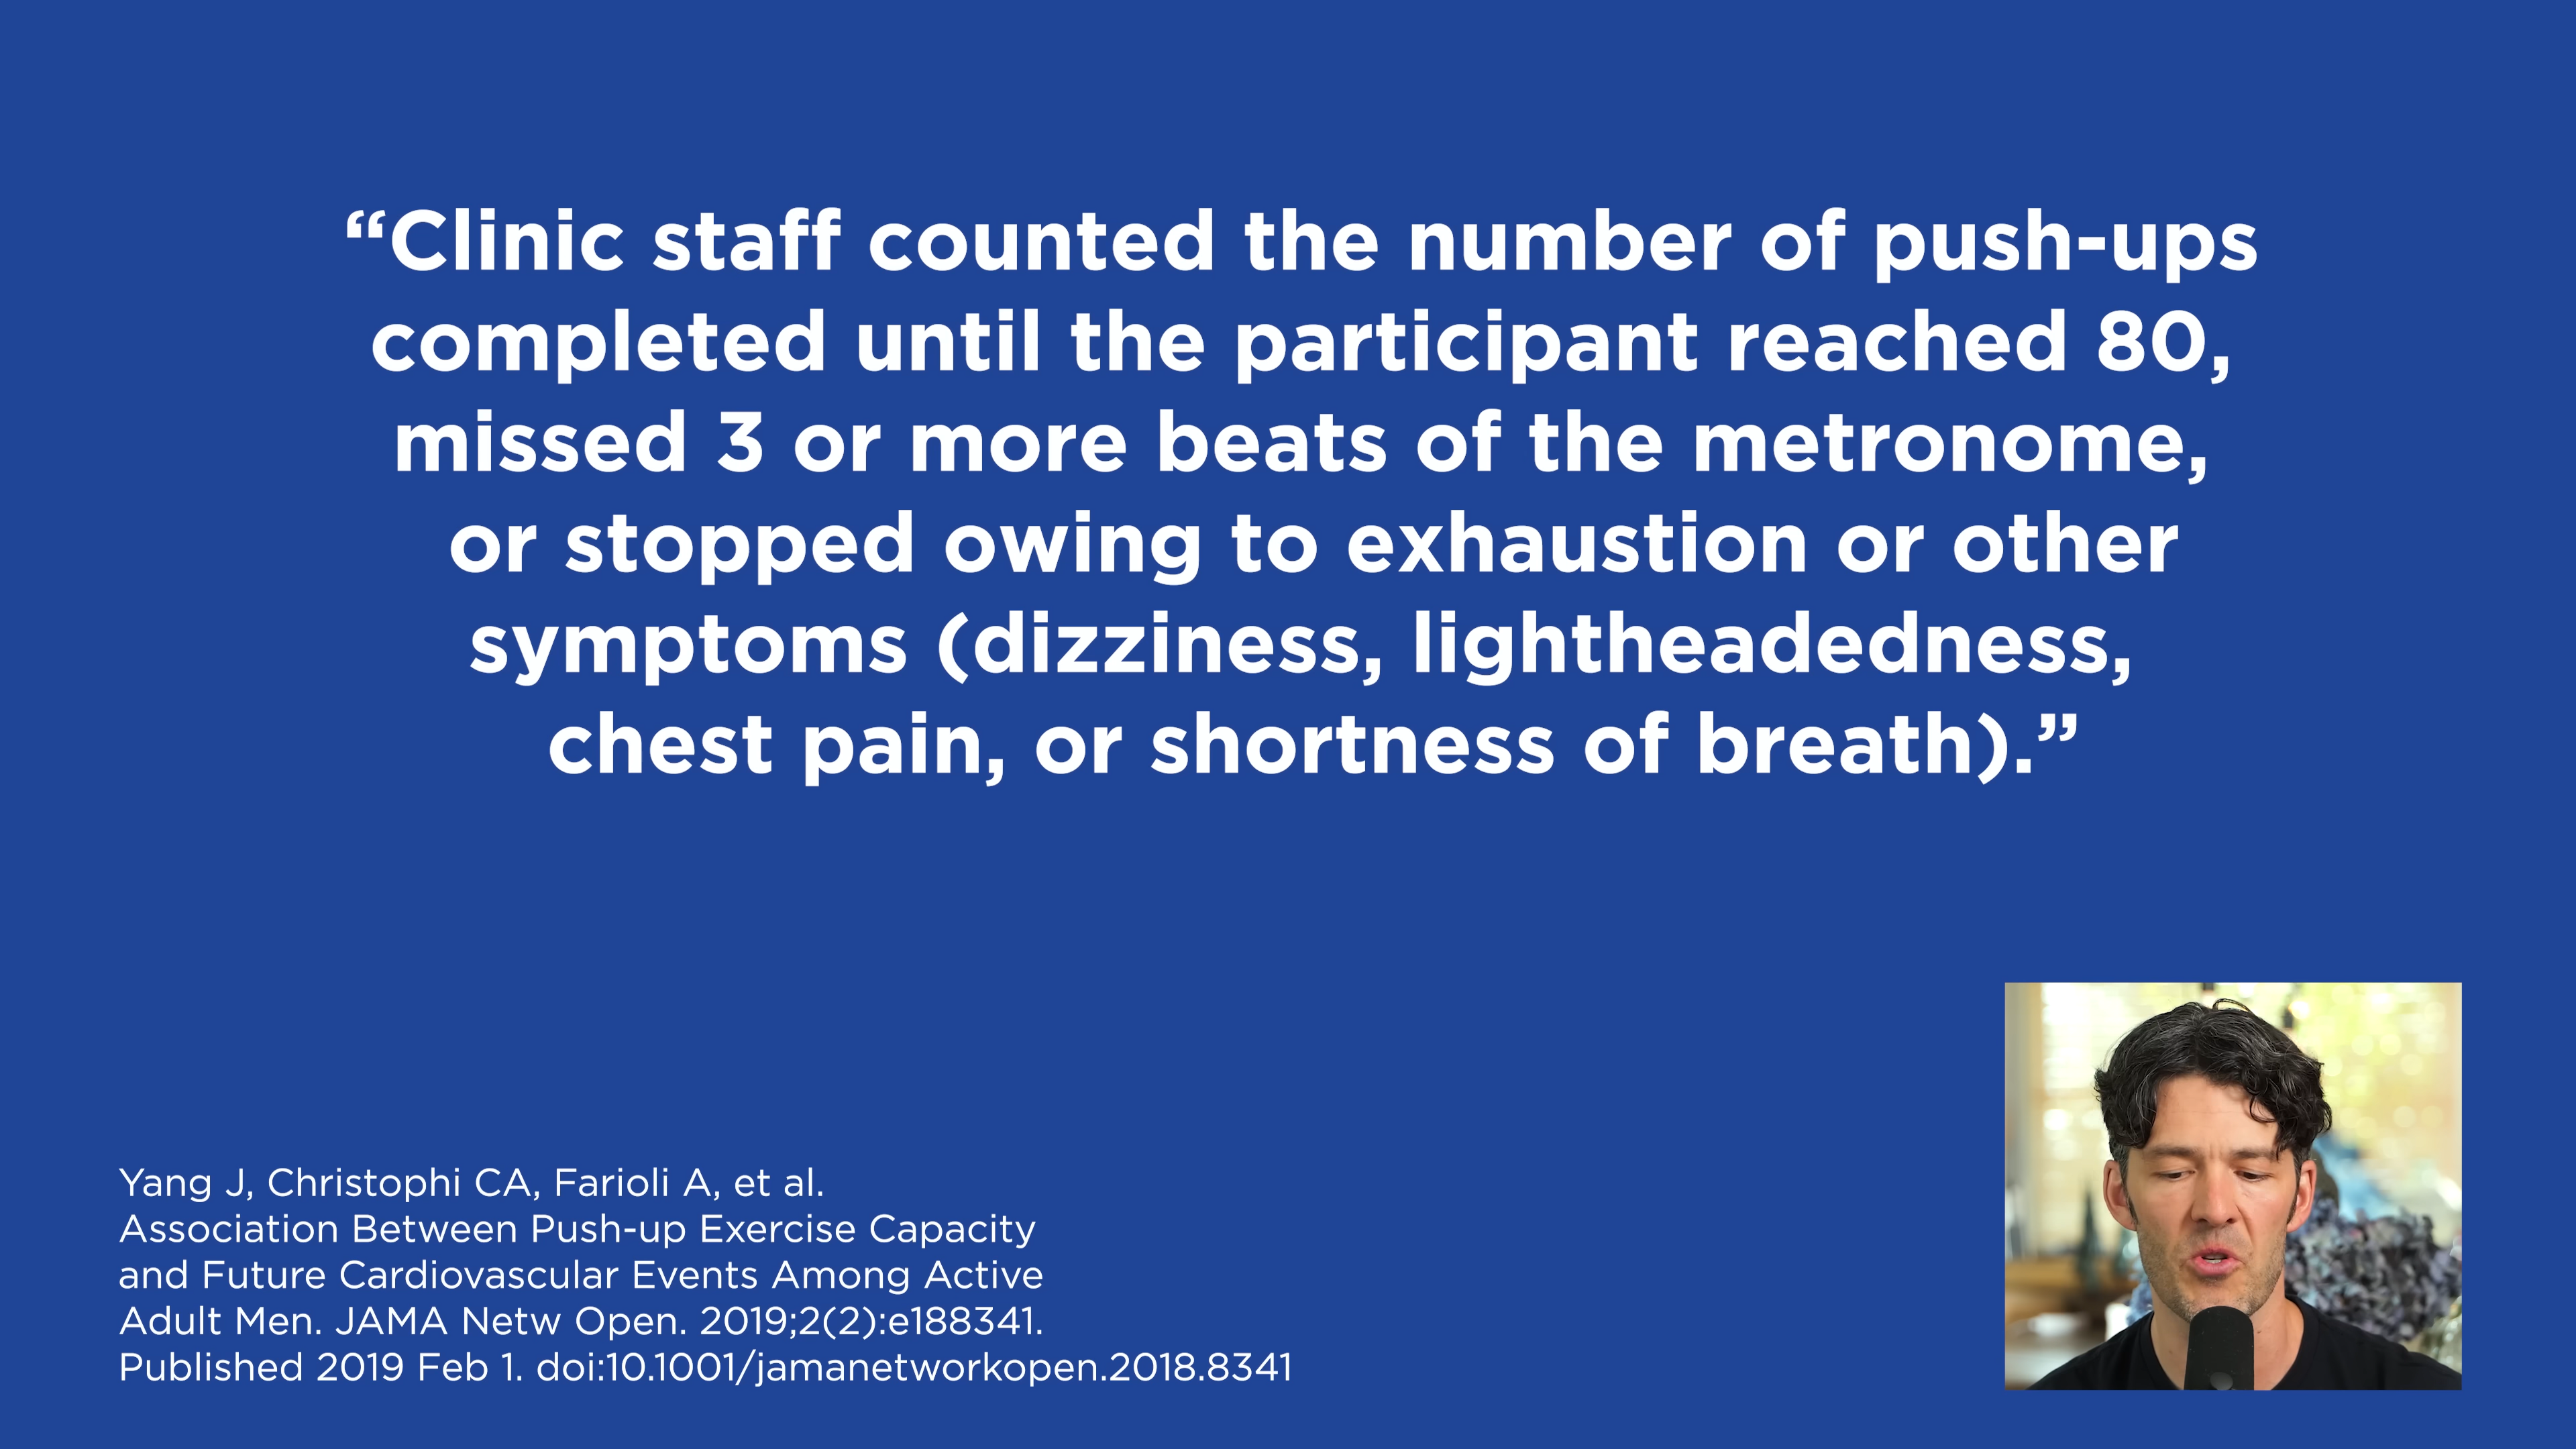 “Clinic staff counted the number of push-ups
completed until the participant reached 80,
missed 3 or more beats of the metronome,
or stopped owing to exhaustion or other
symptoms (dizziness, lightheadedness,
chest pain, or shortness of breath).”
Yang J, Christophi CA, Farioli A, et al.
Association Between Push-up Exercise Capacity
and Future Cardiovascular Events Among Active
Adult Men. JAMA Netw Open. 2019;2(2):e188341.
Published 2019 Feb 1. doi:10.1001/jamanetworkopen.2018.8341